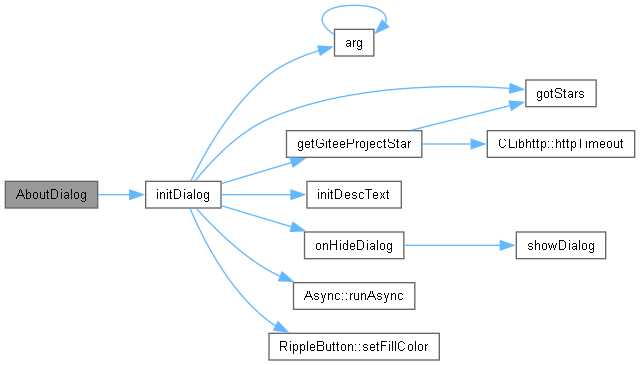 arg
gotStars
getGiteeProjectStar
CLibhttp::httpTimeout
AboutDialog
initDialog
initDescText
onHideDialog
showDialog
Async::runAsync
RippleButton::setFillColor